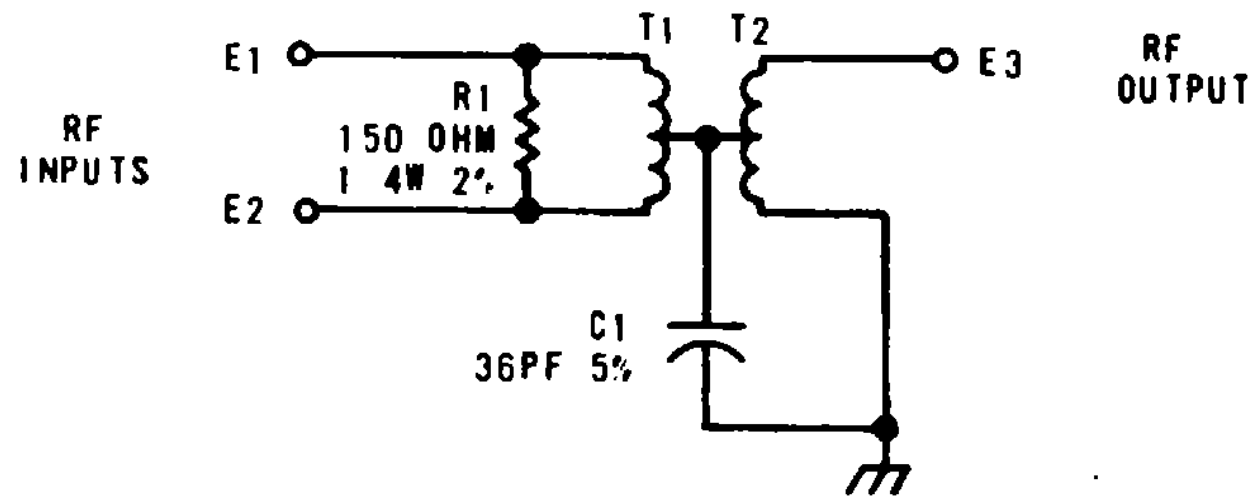 T1
T2
E1
E3
RF
OUTPUT
R1
150 OHM
1 4W 2%
RF
INPUTS
E2
C1
36PF 5%